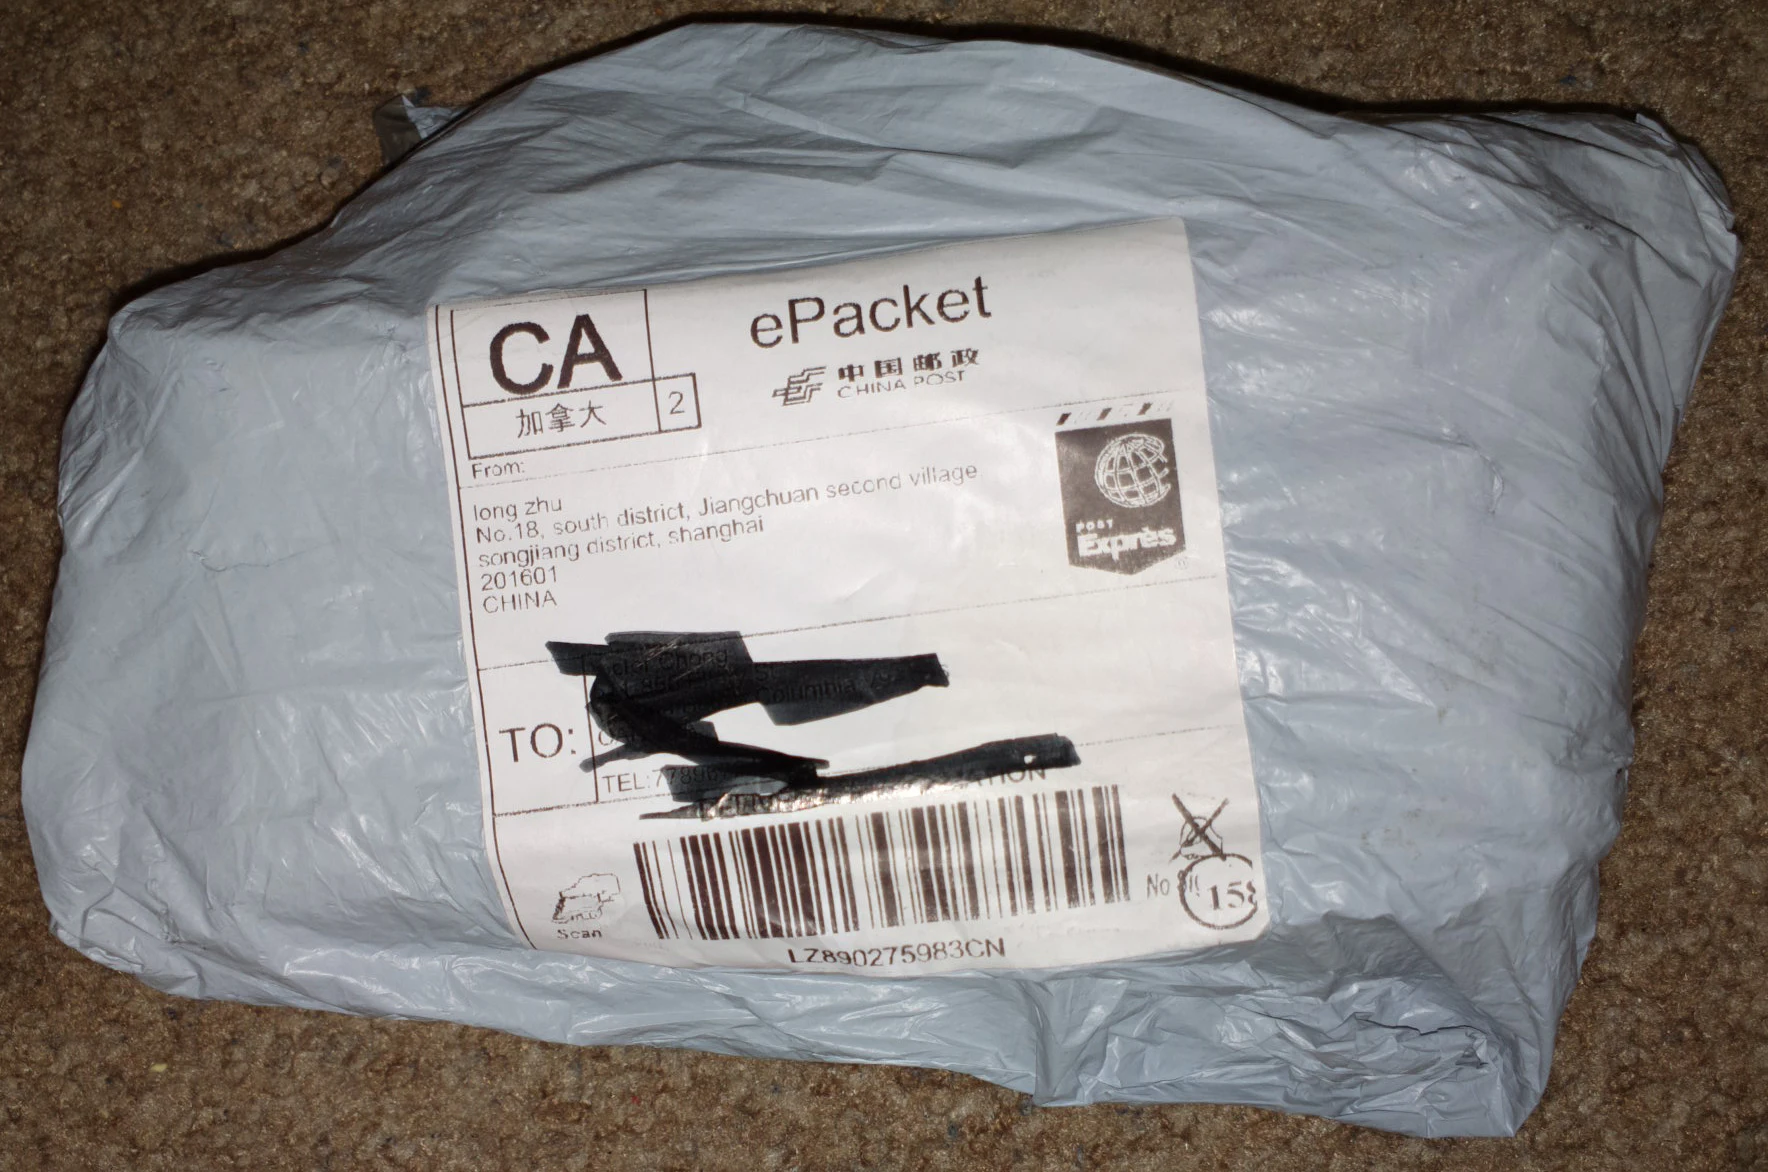 CA
加拿大
2
ePacket
中国邮政
CHINA POST
From:
long zhu
No.18, south district, Jiangchuan second village
songjiang district, shanghai
201601
CHINA
POST
Exprès
TO:
TEL:
Scan
No
158
LZ890275983CN